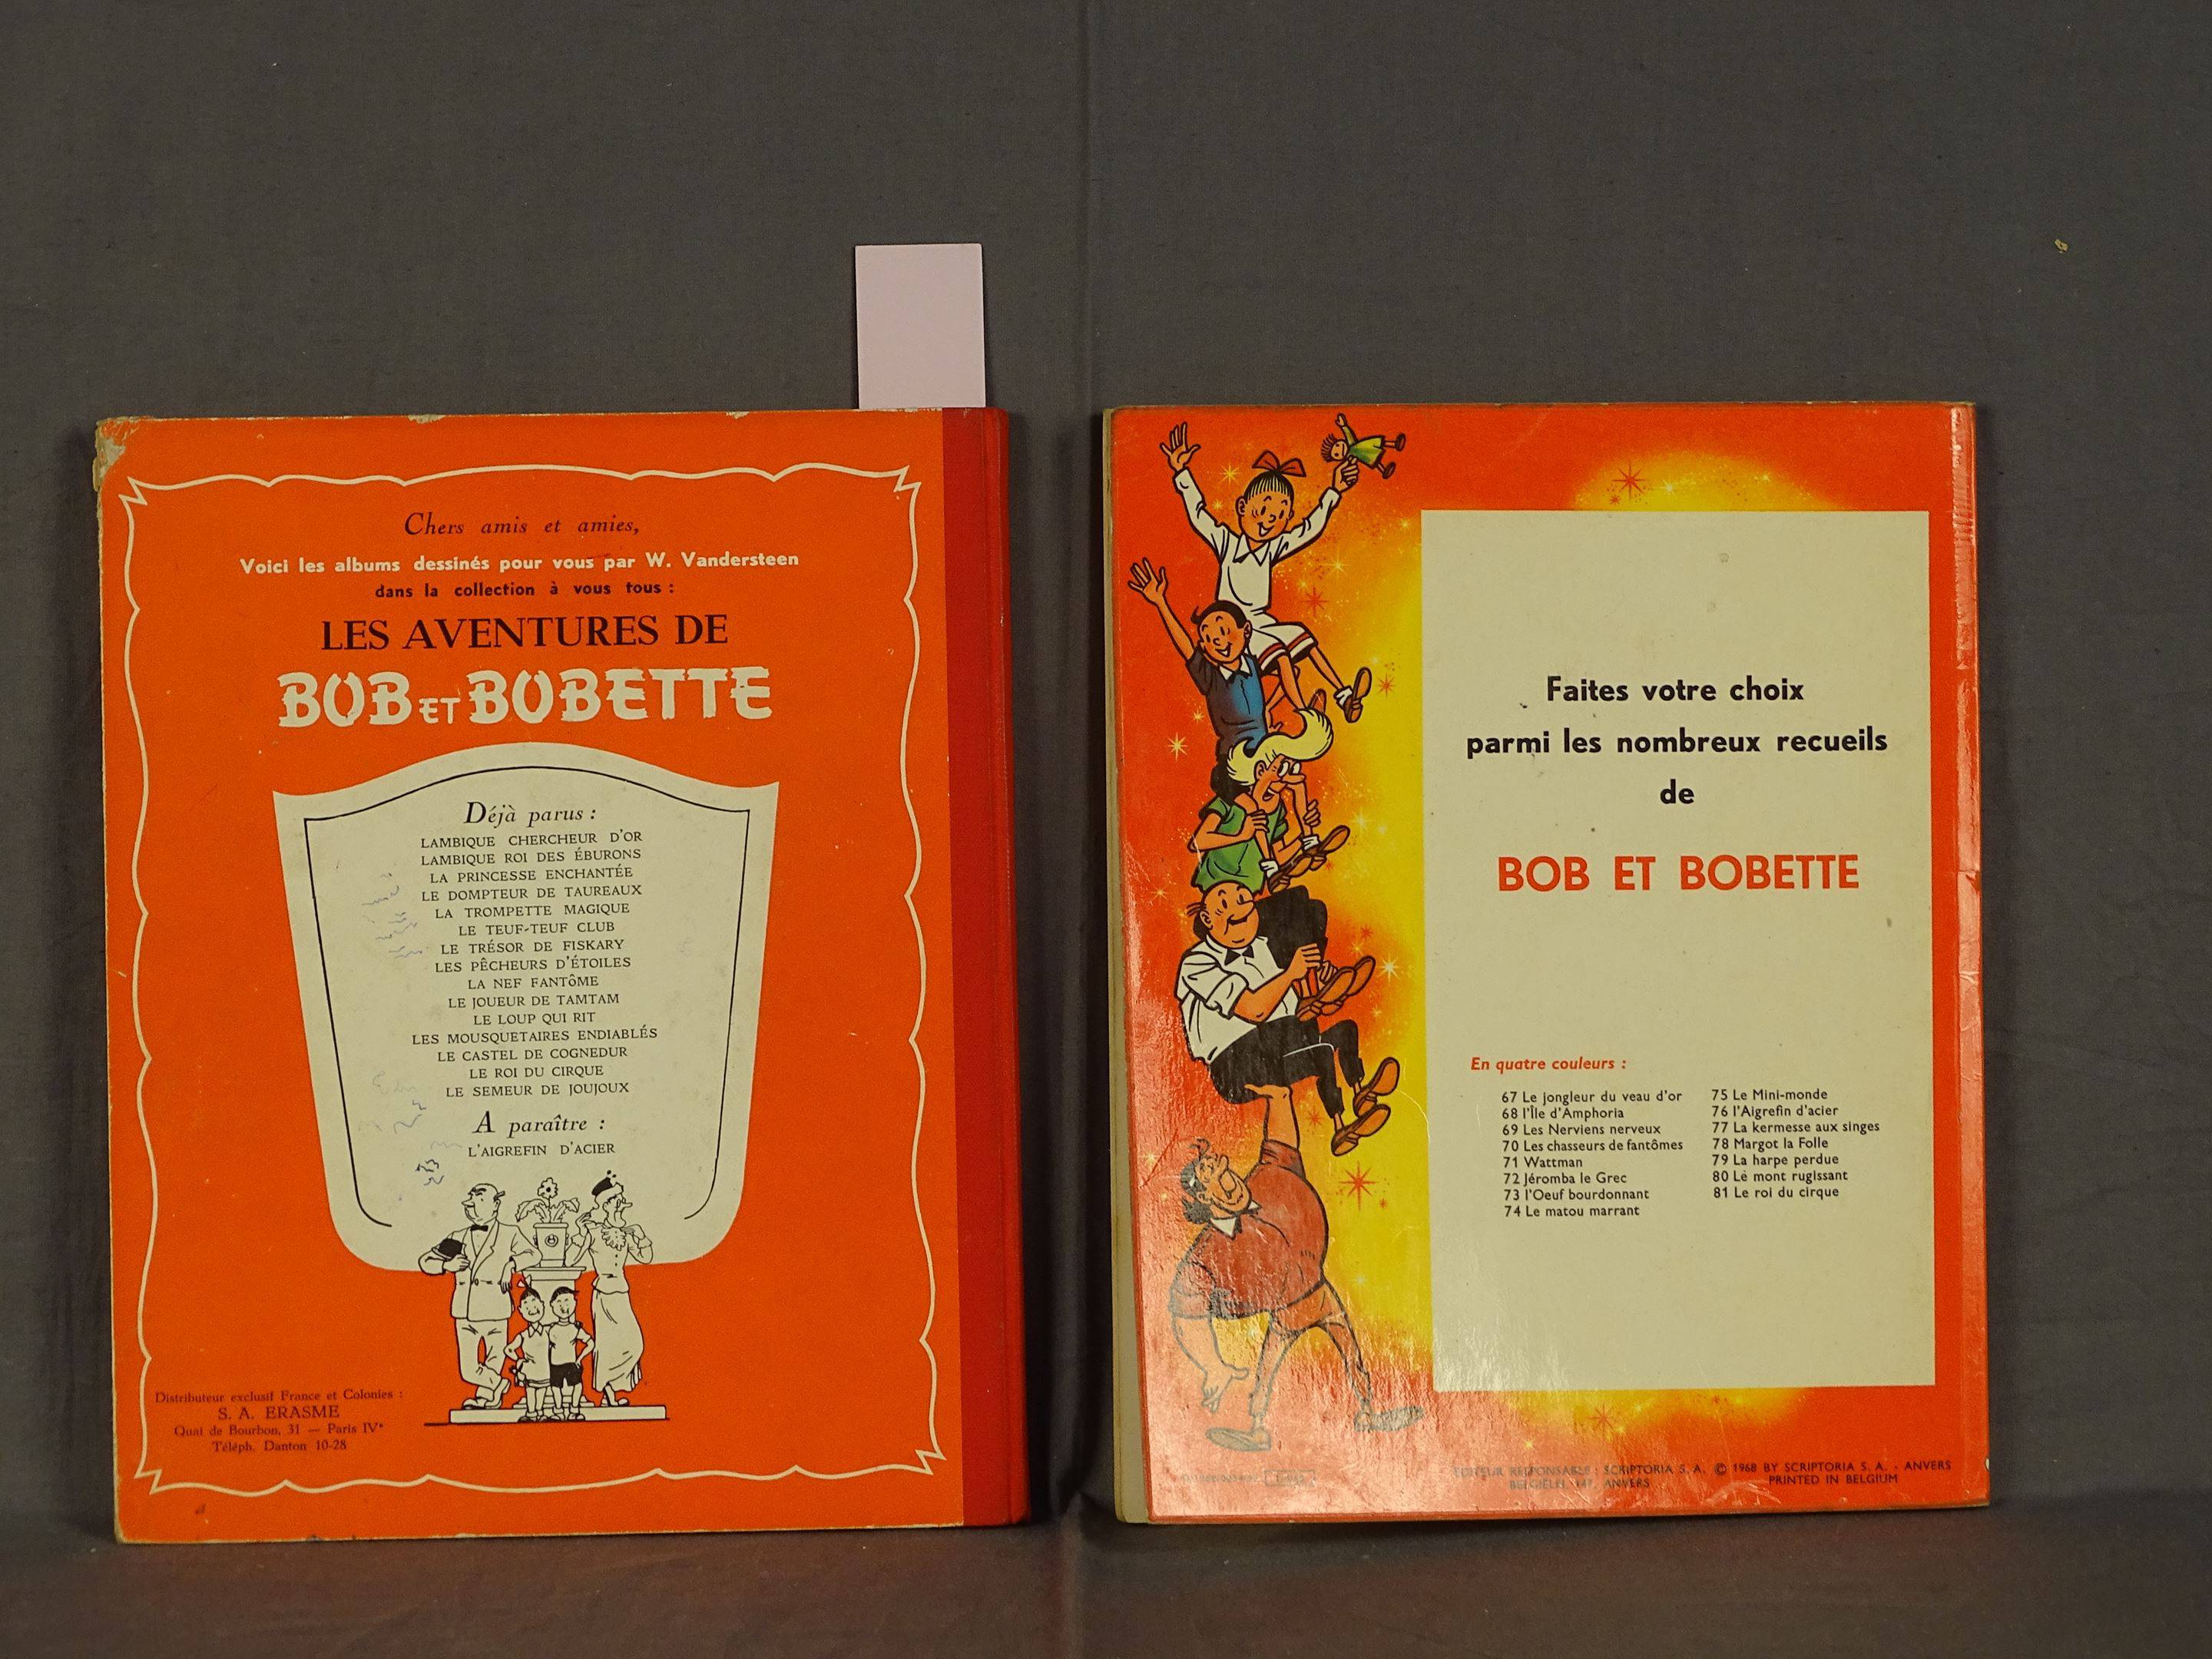 Chers amis et amies,
Voici les albums dessinés pour vous par W. Vandersteen
dans la collection à vous tous :
LES AVENTURES DE
BOB ET BOBETTE
Déjà parus :
LAMBIQUE CHERCHEUR D'OR
LAMBIQUE ROI DES ÉBURONS
LA PRINCESSE ENCHANTÉE
LE DOMPTEUR DE TAUREAUX
LA TROMPETTE MAGIQUE
LE TEUF-TEUF CLUB
LE TRÉSOR DE FISKARY
LES PÊCHEURS D'ÉTOILES
LA NEF FANTÔME
LE JOUEUR DE TAMTAM
LE LOUP QUI RIT
LES MOUSQUETAIRES ENDIABLÉS
LE CASTEL DE COGNEDUR
LE ROI DU CIRQUE
LE SEMEUR DE JOUJOUX
A paraître :
L'AIGREFIN D'ACIER
Distributeur exclusif France et Colonies :
S. A. ERASME
Quai de Bourbon, 31 — Paris IVe
Téléph. Danton 10-28
Faites votre choix
parmi les nombreux recueils
de
BOB ET BOBETTE
En quatre couleurs :
67 Le jongleur du veau d'or
68 l'Île d'Amphoria
69 Les Nerviens nerveux
70 Les chasseurs de fantômes
71 Wattman
72 Jéromba le Grec
73 l'Oeuf bourdonnant
74 Le matou marrant
75 Le Mini-monde
76 l'Aigrefin d'acier
77 La kermesse aux singes
78 Margot la Folle
79 La harpe perdue
80 Le mont rugissant
81 Le roi du cirque
EDITEUR RESPONSABLE : SCRIPTORIA S. A.
BELGIËLEI, 147, ANVERS
© 1968 BY SCRIPTORIA S. A. - ANVERS
PRINTED IN BELGIUM